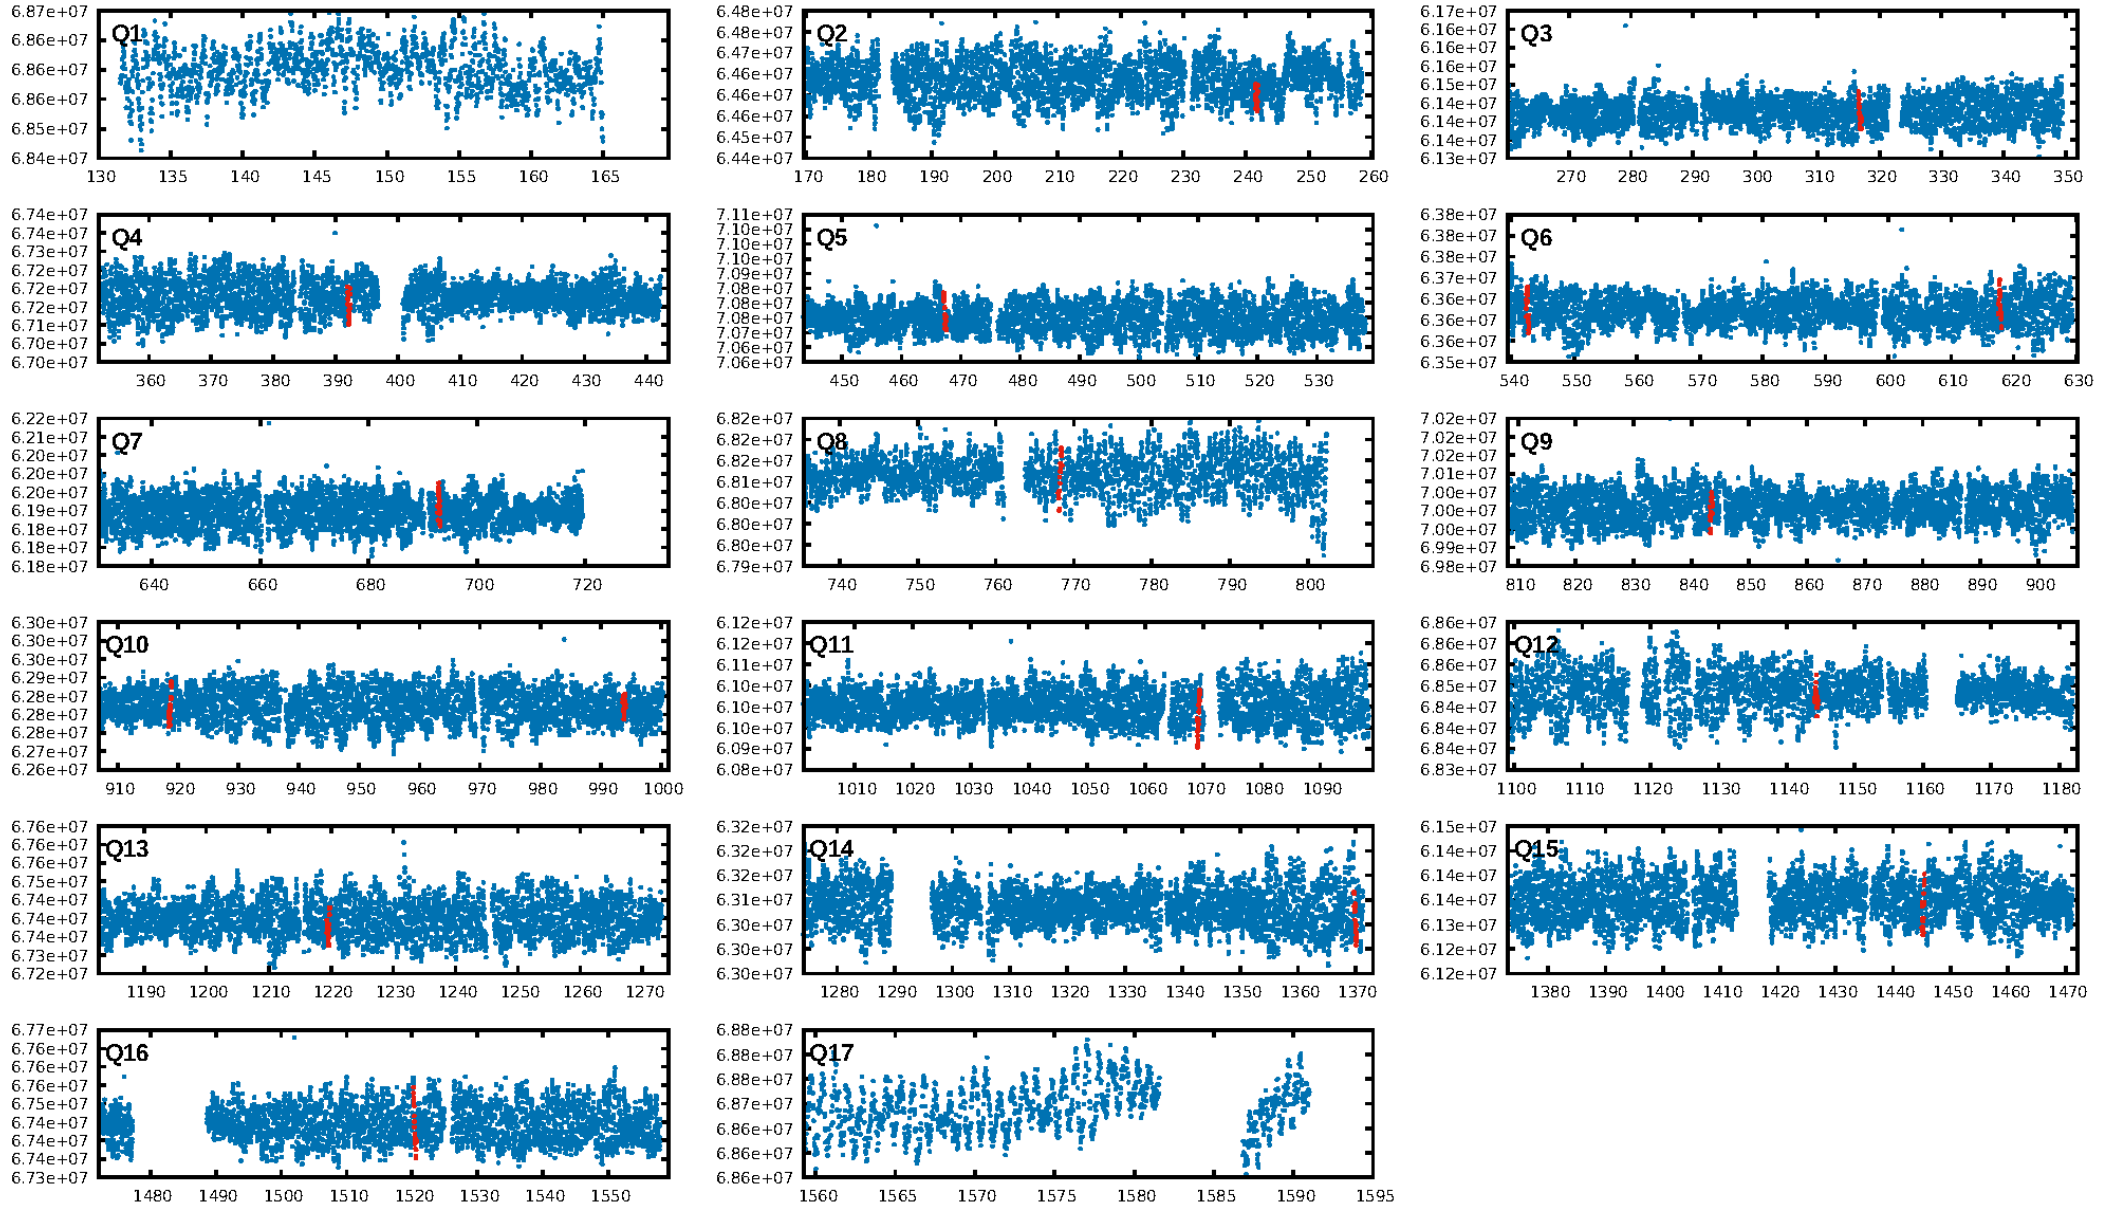 Q1
6.87e+07
6.86e+07
6.86e+07
6.86e+07
6.85e+07
6.84e+07
130 135 140 145 150 155 160 165
Q2
6.48e+07
6.48e+07
6.47e+07
6.46e+07
6.46e+07
6.46e+07
6.45e+07
6.44e+07
170 180 190 200 210 220 230 240 250 260
Q3
6.17e+07
6.16e+07
6.16e+07
6.16e+07
6.15e+07
6.14e+07
6.14e+07
6.14e+07
6.13e+07
270 280 290 300 310 320 330 340 350
Q4
6.74e+07
6.74e+07
6.73e+07
6.72e+07
6.72e+07
6.72e+07
6.71e+07
6.70e+07
6.70e+07
360 370 380 390 400 410 420 430 440
Q5
7.11e+07
7.10e+07
7.10e+07
7.09e+07
7.09e+07
7.08e+07
7.08e+07
7.08e+07
7.07e+07
7.06e+07
7.06e+07
450 460 470 480 490 500 510 520 530
Q6
6.38e+07
6.38e+07
6.38e+07
6.37e+07
6.36e+07
6.36e+07
6.36e+07
6.35e+07
540 550 560 570 580 590 600 610 620 630
Q7
6.22e+07
6.21e+07
6.20e+07
6.20e+07
6.20e+07
6.19e+07
6.18e+07
6.18e+07
6.18e+07
640 660 680 700 720
Q8
6.82e+07
6.82e+07
6.82e+07
6.81e+07
6.80e+07
6.80e+07
6.80e+07
6.79e+07
740 750 760 770 780 790 800
Q9
7.02e+07
7.02e+07
7.02e+07
7.01e+07
7.00e+07
7.00e+07
7.00e+07
6.99e+07
6.98e+07
810 820 830 840 850 860 870 880 890 900
Q10
6.30e+07
6.30e+07
6.30e+07
6.29e+07
6.28e+07
6.28e+07
6.28e+07
6.27e+07
6.26e+07
910 920 930 940 950 960 970 980 990 1000
Q11
6.12e+07
6.12e+07
6.11e+07
6.10e+07
6.10e+07
6.10e+07
6.09e+07
6.08e+07
1010 1020 1030 1040 1050 1060 1070 1080 1090
Q12
6.86e+07
6.86e+07
6.86e+07
6.85e+07
6.84e+07
6.84e+07
6.84e+07
6.83e+07
1100 1110 1120 1130 1140 1150 1160 1170 1180
Q13
6.76e+07
6.76e+07
6.76e+07
6.75e+07
6.74e+07
6.74e+07
6.74e+07
6.73e+07
6.72e+07
1190 1200 1210 1220 1230 1240 1250 1260 1270
Q14
6.32e+07
6.32e+07
6.32e+07
6.31e+07
6.30e+07
6.30e+07
6.30e+07
1280 1290 1300 1310 1320 1330 1340 1350 1360 1370
Q15
6.15e+07
6.14e+07
6.14e+07
6.14e+07
6.13e+07
6.12e+07
6.12e+07
1380 1390 1400 1410 1420 1430 1440 1450 1460 1470
Q16
6.77e+07
6.76e+07
6.76e+07
6.76e+07
6.75e+07
6.74e+07
6.74e+07
6.74e+07
6.73e+07
1480 1490 1500 1510 1520 1530 1540 1550
Q17
6.88e+07
6.88e+07
6.88e+07
6.87e+07
6.86e+07
6.86e+07
6.86e+07
1560 1565 1570 1575 1580 1585 1590 1595